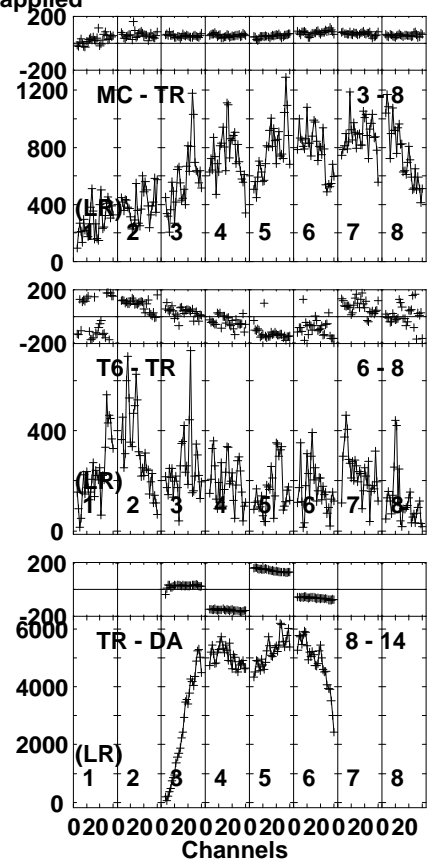 applied
200
-200
1200
MC - TR 3 - 8
800
400
(LR)
0
1 2 3 4 5 6 7 8
200
-200
T6 - TR 6 - 8
400
(LR)
0
1 2 3 4 5 6 7 8
200
-200
6000
TR - DA 8 - 14
4000
2000
(LR)
0
1 2 3 4 5 6 7 8
020020020020020020020020
Channels